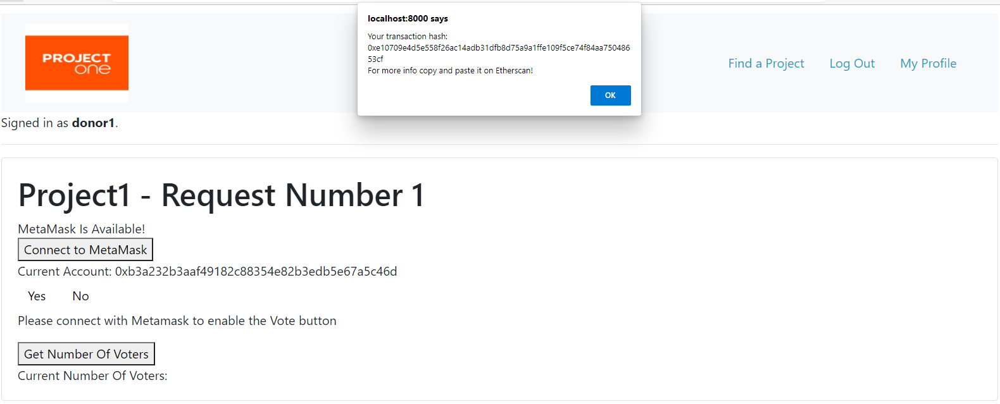 localhost:8000 says
Your transaction hash:
0xe10709e4d5e558f26ac14adb31dfb8d75a9a1ffe109f5ce74f84aa750486
53cf
For more info copy and paste it on Etherscan!
OK
PROJECT
one
Find a Project Log Out My Profile
Signed in as donor1.
Project1 - Request Number 1
MetaMask Is Available!
Connect to MetaMask
Current Account: 0xb3a232b3aaf49182c88354e82b3edb5e67a5c46d
Yes No
Please connect with Metamask to enable the Vote button
Get Number Of Voters
Current Number Of Voters: